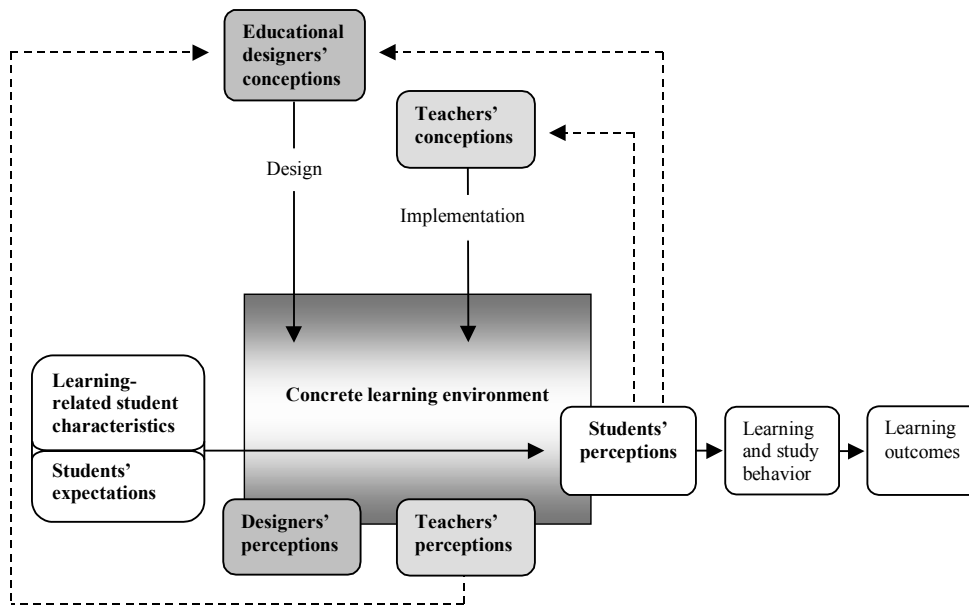 Educational
designers’
conceptions
Teachers’
conceptions
Design
Implementation
Learning-
related student
characteristics
Students’
expectations
Concrete learning environment
Students’
perceptions
Learning
and study
behavior
Learning
outcomes
Designers’
perceptions
Teachers’
perceptions